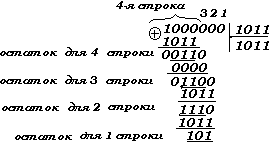 4-я строка
3 2 1
⊕1000000 1011
1011 1011
остаток для 4 строки 00110
0000
остаток для 3 строки 01100
1011
остаток для 2 строки 1110
1011
остаток для 1 строки 101